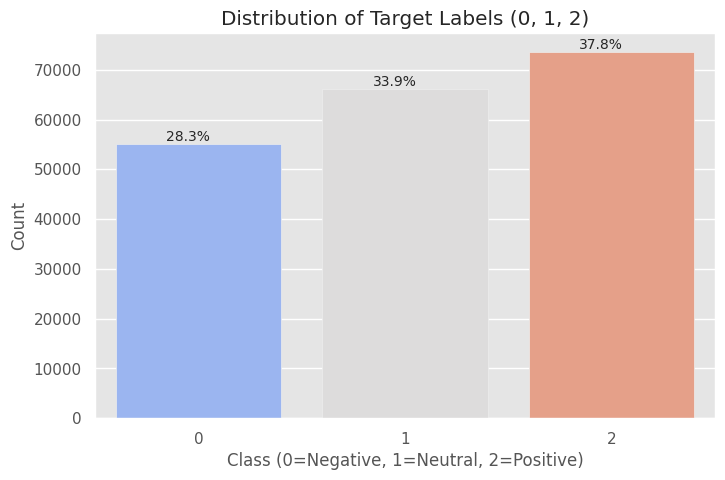 Distribution of Target Labels (0, 1, 2)
37.8%
33.9%
28.3%
70000
60000
50000
40000
30000
20000
10000
0
Count
0 1 2
Class (0=Negative, 1=Neutral, 2=Positive)